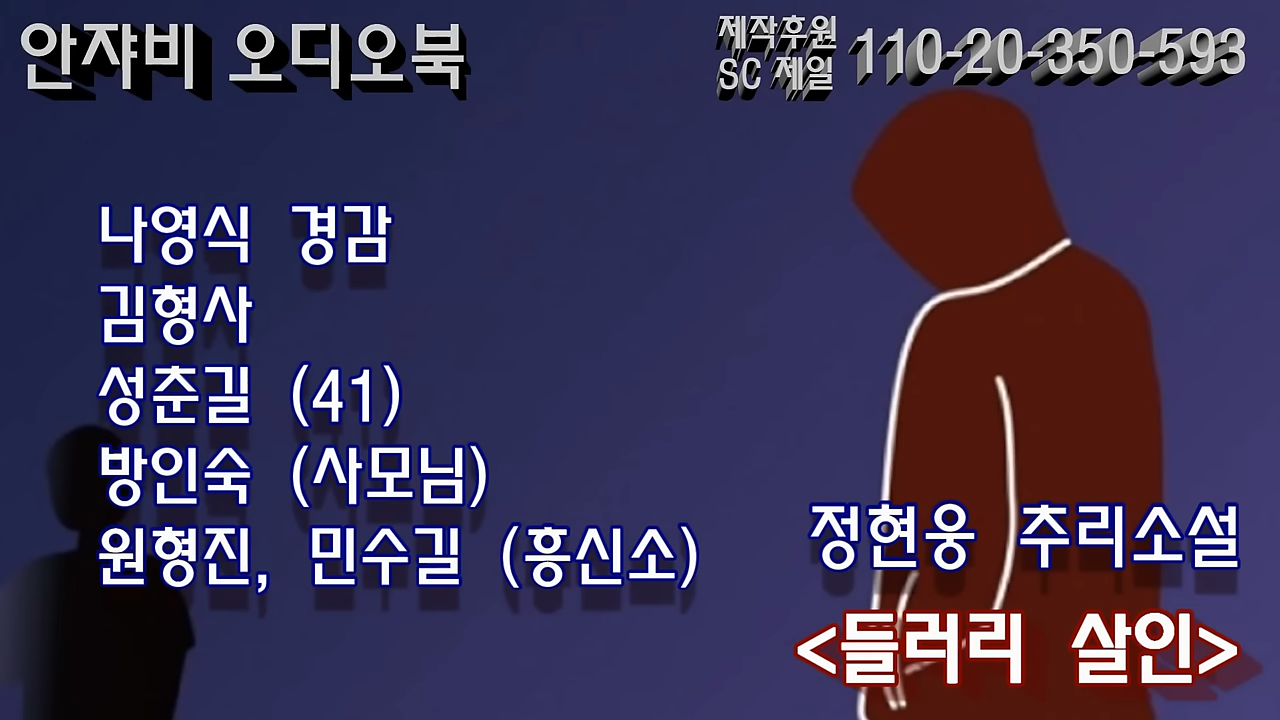 안쟈비 오디오북
제작후원
SC 제일
110-20-350-593
나영식 경감
김형사
성춘길 (41)
방인숙 (사모님)
원형진, 민수길 (흥신소)
정현웅 추리소설
<들러리 살인>